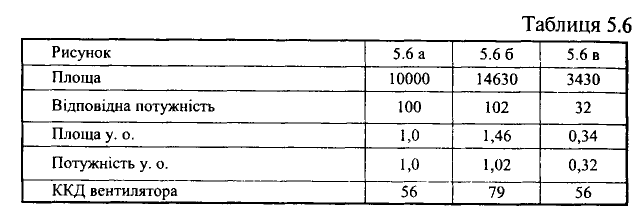 Таблиця 5.6
Рисунок 5.6 а 5.6 б 5.6 в
Площа 10000 14630 3430
Відповідна потужність 100 102 32
Площа у. о. 1,0 1,46 0,34
Потужність у. о. 1,0 1,02 0,32
ККД вентилятора 56 79 56